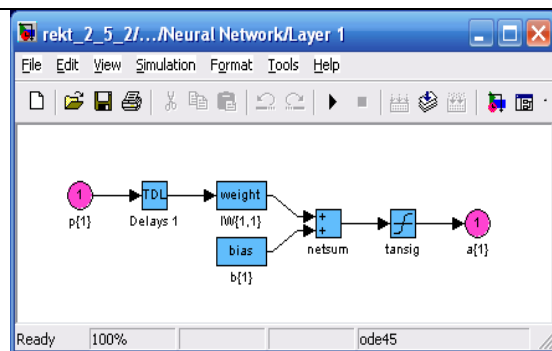 rekt_2_5_2/.../Neural Network/Layer 1
File Edit View Simulation Format Tools Help
1 TDL weight + + 1
p{1} Delays 1 IW{1,1} netsum tansig a{1}
bias
b{1}
Ready 100% ode45